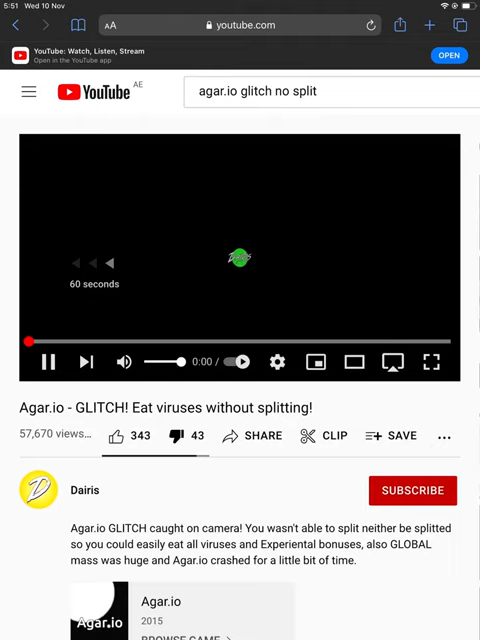 5:51 Wed 10 Nov
AA youtube.com
YouTube: Watch, Listen, Stream
Open in the YouTube app
OPEN
YouTube AE
agar.io glitch no split
Dairis
60 seconds
0:00 /
Agar.io - GLITCH! Eat viruses without splitting!
57,670 views...
343
43
SHARE
CLIP
SAVE
...
D
Dairis
SUBSCRIBE
Agar.io GLITCH caught on camera! You wasn't able to split neither be splitted
so you could easily eat all viruses and Experiental bonuses, also GLOBAL
mass was huge and Agar.io crashed for a little bit of time.
Agar.io
Agar.io
2015
BROWSE GAME